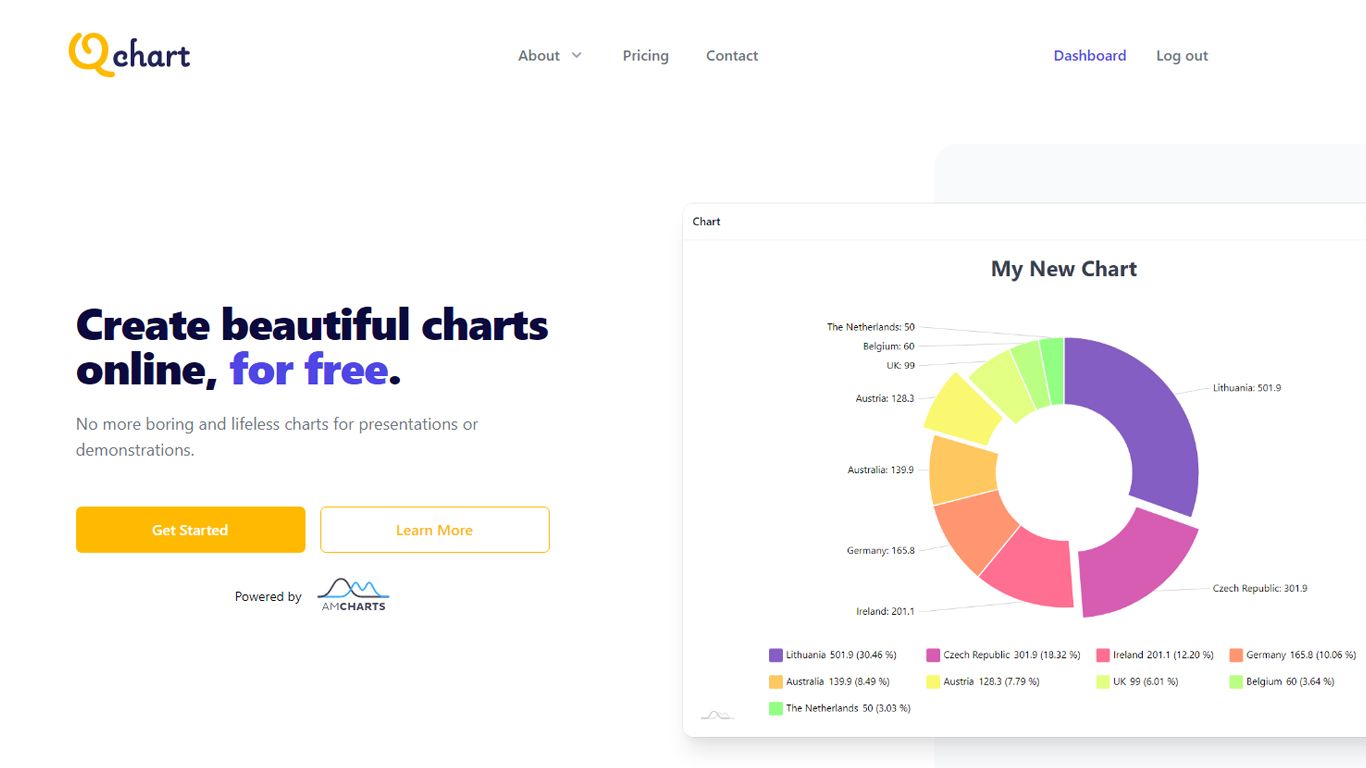 Qchart
About
Pricing
Contact
Dashboard
Log out
Create beautiful charts
online, for free.
No more boring and lifeless charts for presentations or
demonstrations.
Get Started
Learn More
Powered by
AMCHARTS
Chart
My New Chart
The Netherlands: 50
Belgium: 60
UK: 99
Austria: 128.3
Australia: 139.9
Germany: 165.8
Ireland: 201.1
Lithuania: 501.9
Czech Republic: 301.9
Lithuania 501.9 (30.46 %)
Czech Republic 301.9 (18.32 %)
Ireland 201.1 (12.20 %)
Germany 165.8 (10.06 %)
Australia 139.9 (8.49 %)
Austria 128.3 (7.79 %)
UK 99 (6.01 %)
Belgium 60 (3.64 %)
The Netherlands 50 (3.03 %)